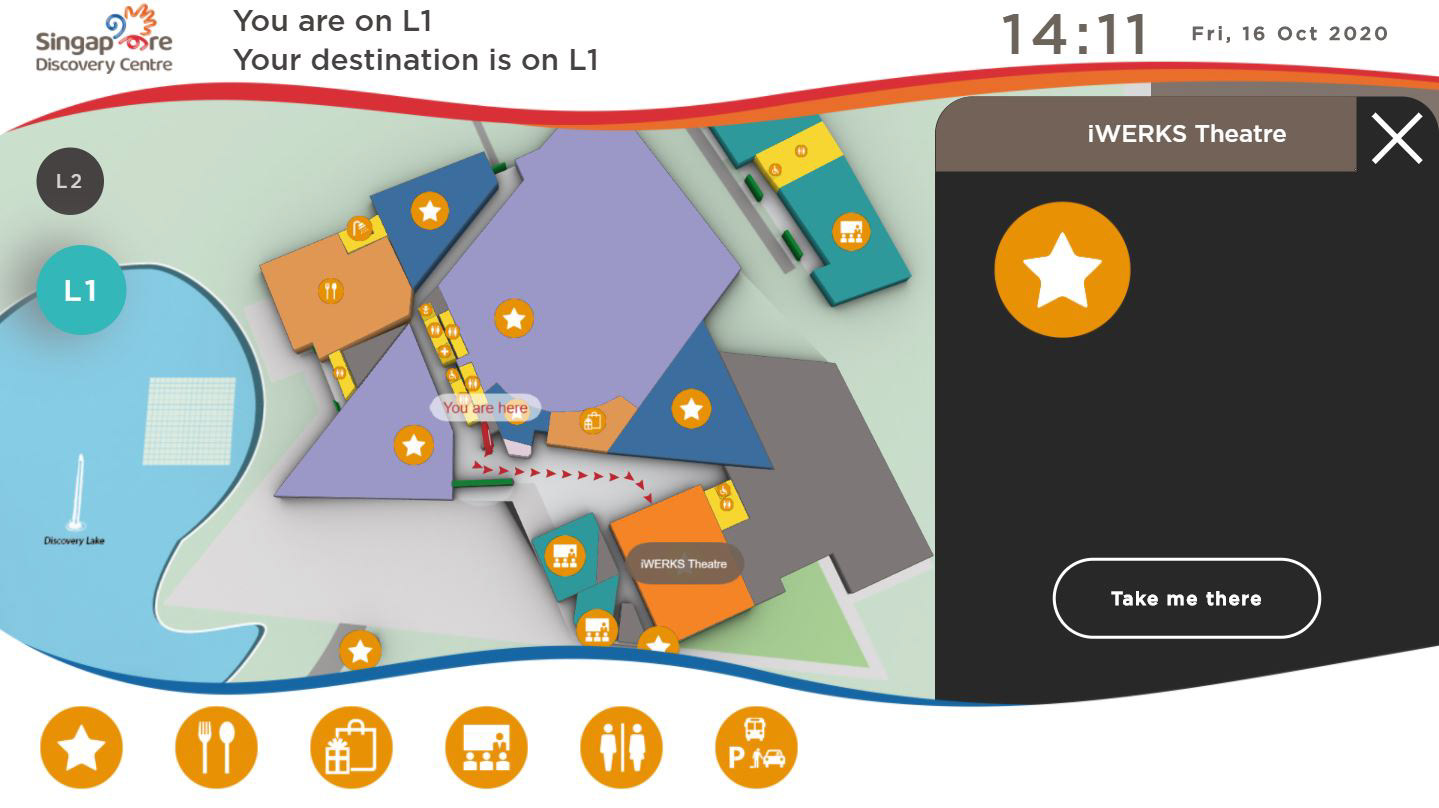 Singapore
Discovery Centre
You are on L1
Your destination is on L1
14:11
Fri, 16 Oct 2020
iWERKS Theatre
L2
L1
You are here
iWERKS Theatre
Discovery Lake
Take me there
P